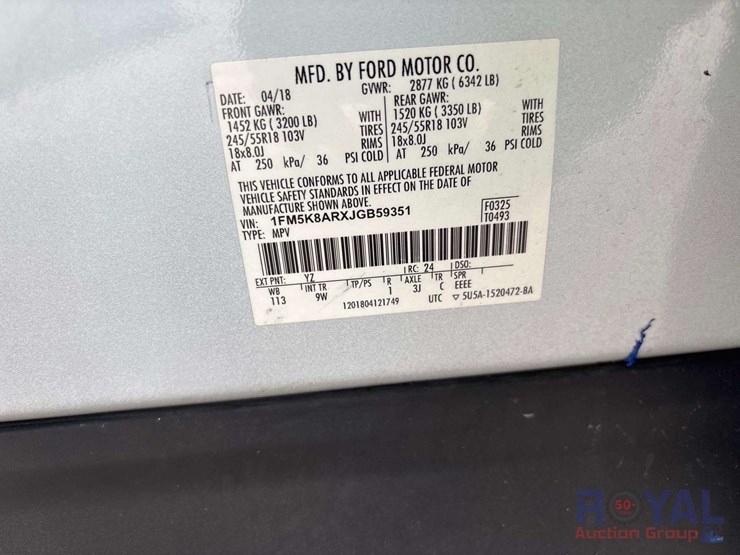 MFD. BY FORD MOTOR CO.
DATE: 04/18 GVWR: 2877 KG ( 6342 LB)
FRONT GAWR: REAR GAWR:
1452 KG ( 3200 LB) WITH 1520 KG ( 3350 LB) WITH
245/55R18 103V TIRES 245/55R18 103V TIRES
18x8.0J RIMS 18x8.0J RIMS
AT 250 kPa/ 36 PSI COLD AT 250 kPa/ 36 PSI COLD
THIS VEHICLE CONFORMS TO ALL APPLICABLE FEDERAL MOTOR
VEHICLE SAFETY STANDARDS IN EFFECT ON THE DATE OF
MANUFACTURE SHOWN ABOVE.
VIN: 1FM5K8ARXJGB59351 F0325
TYPE: MPV T0493
EXT PNT: YZ RC: 24 DSO:
WB INT TR TP/PS R AXLE TR SPR
113 9W 1 3J C EEEE
1201804121749 UTC ▽ 5U5A-1520472-BA
50
ROYAL
Auction Group